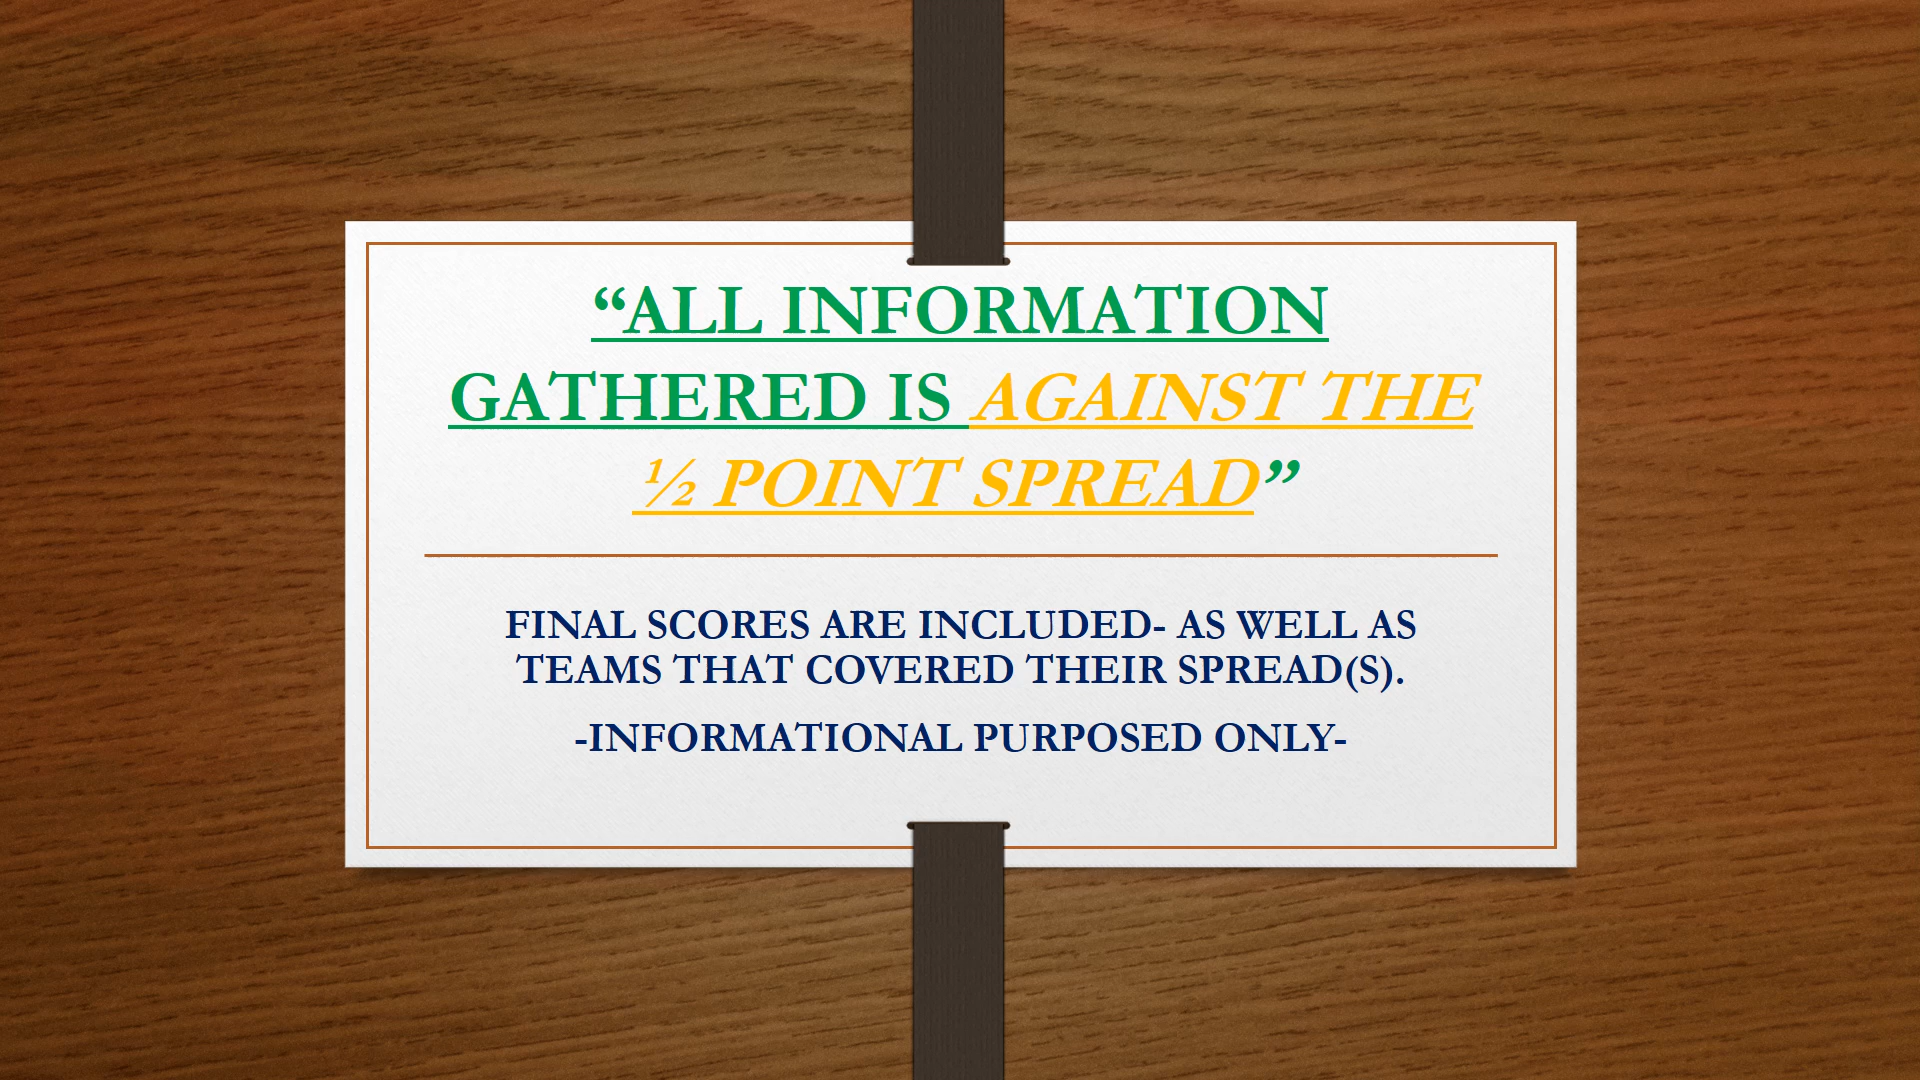 “ALL INFORMATION
GATHERED IS AGAINST THE
½ POINT SPREAD”
FINAL SCORES ARE INCLUDED- AS WELL AS
TEAMS THAT COVERED THEIR SPREAD(S).
-INFORMATIONAL PURPOSED ONLY-